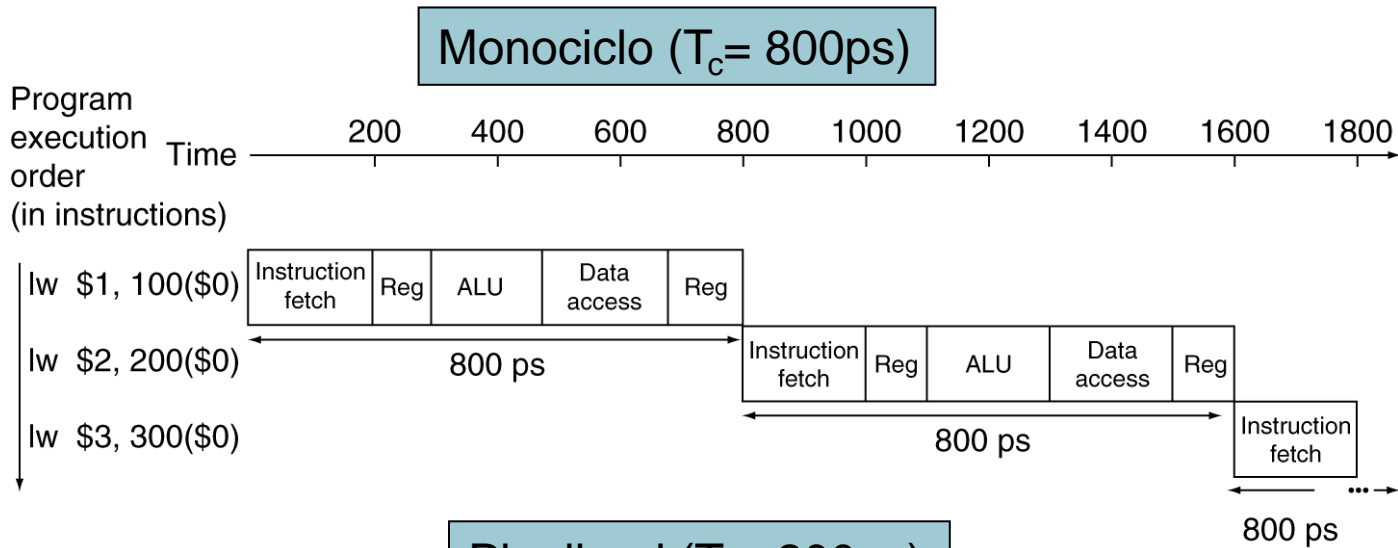 Monociclo (Tc= 800ps)
Program
execution
order
(in instructions)
Time
200 400 600 800 1000 1200 1400 1600 1800
lw $1, 100($0)
Instruction
fetch
Reg
ALU
Data
access
Reg
800 ps
lw $2, 200($0)
Instruction
fetch
Reg
ALU
Data
access
Reg
800 ps
lw $3, 300($0)
Instruction
fetch
...
800 ps